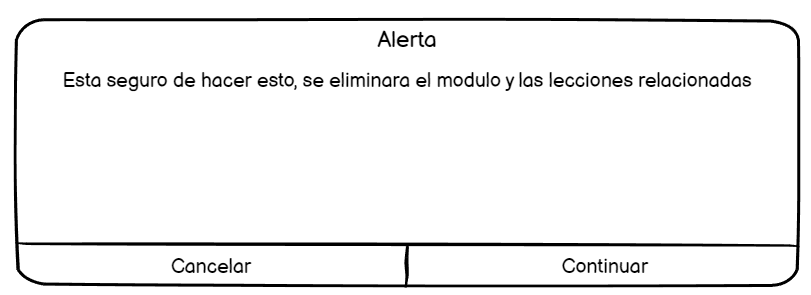 Alerta
Esta seguro de hacer esto, se eliminara el modulo y las lecciones relacionadas
Cancelar
Continuar